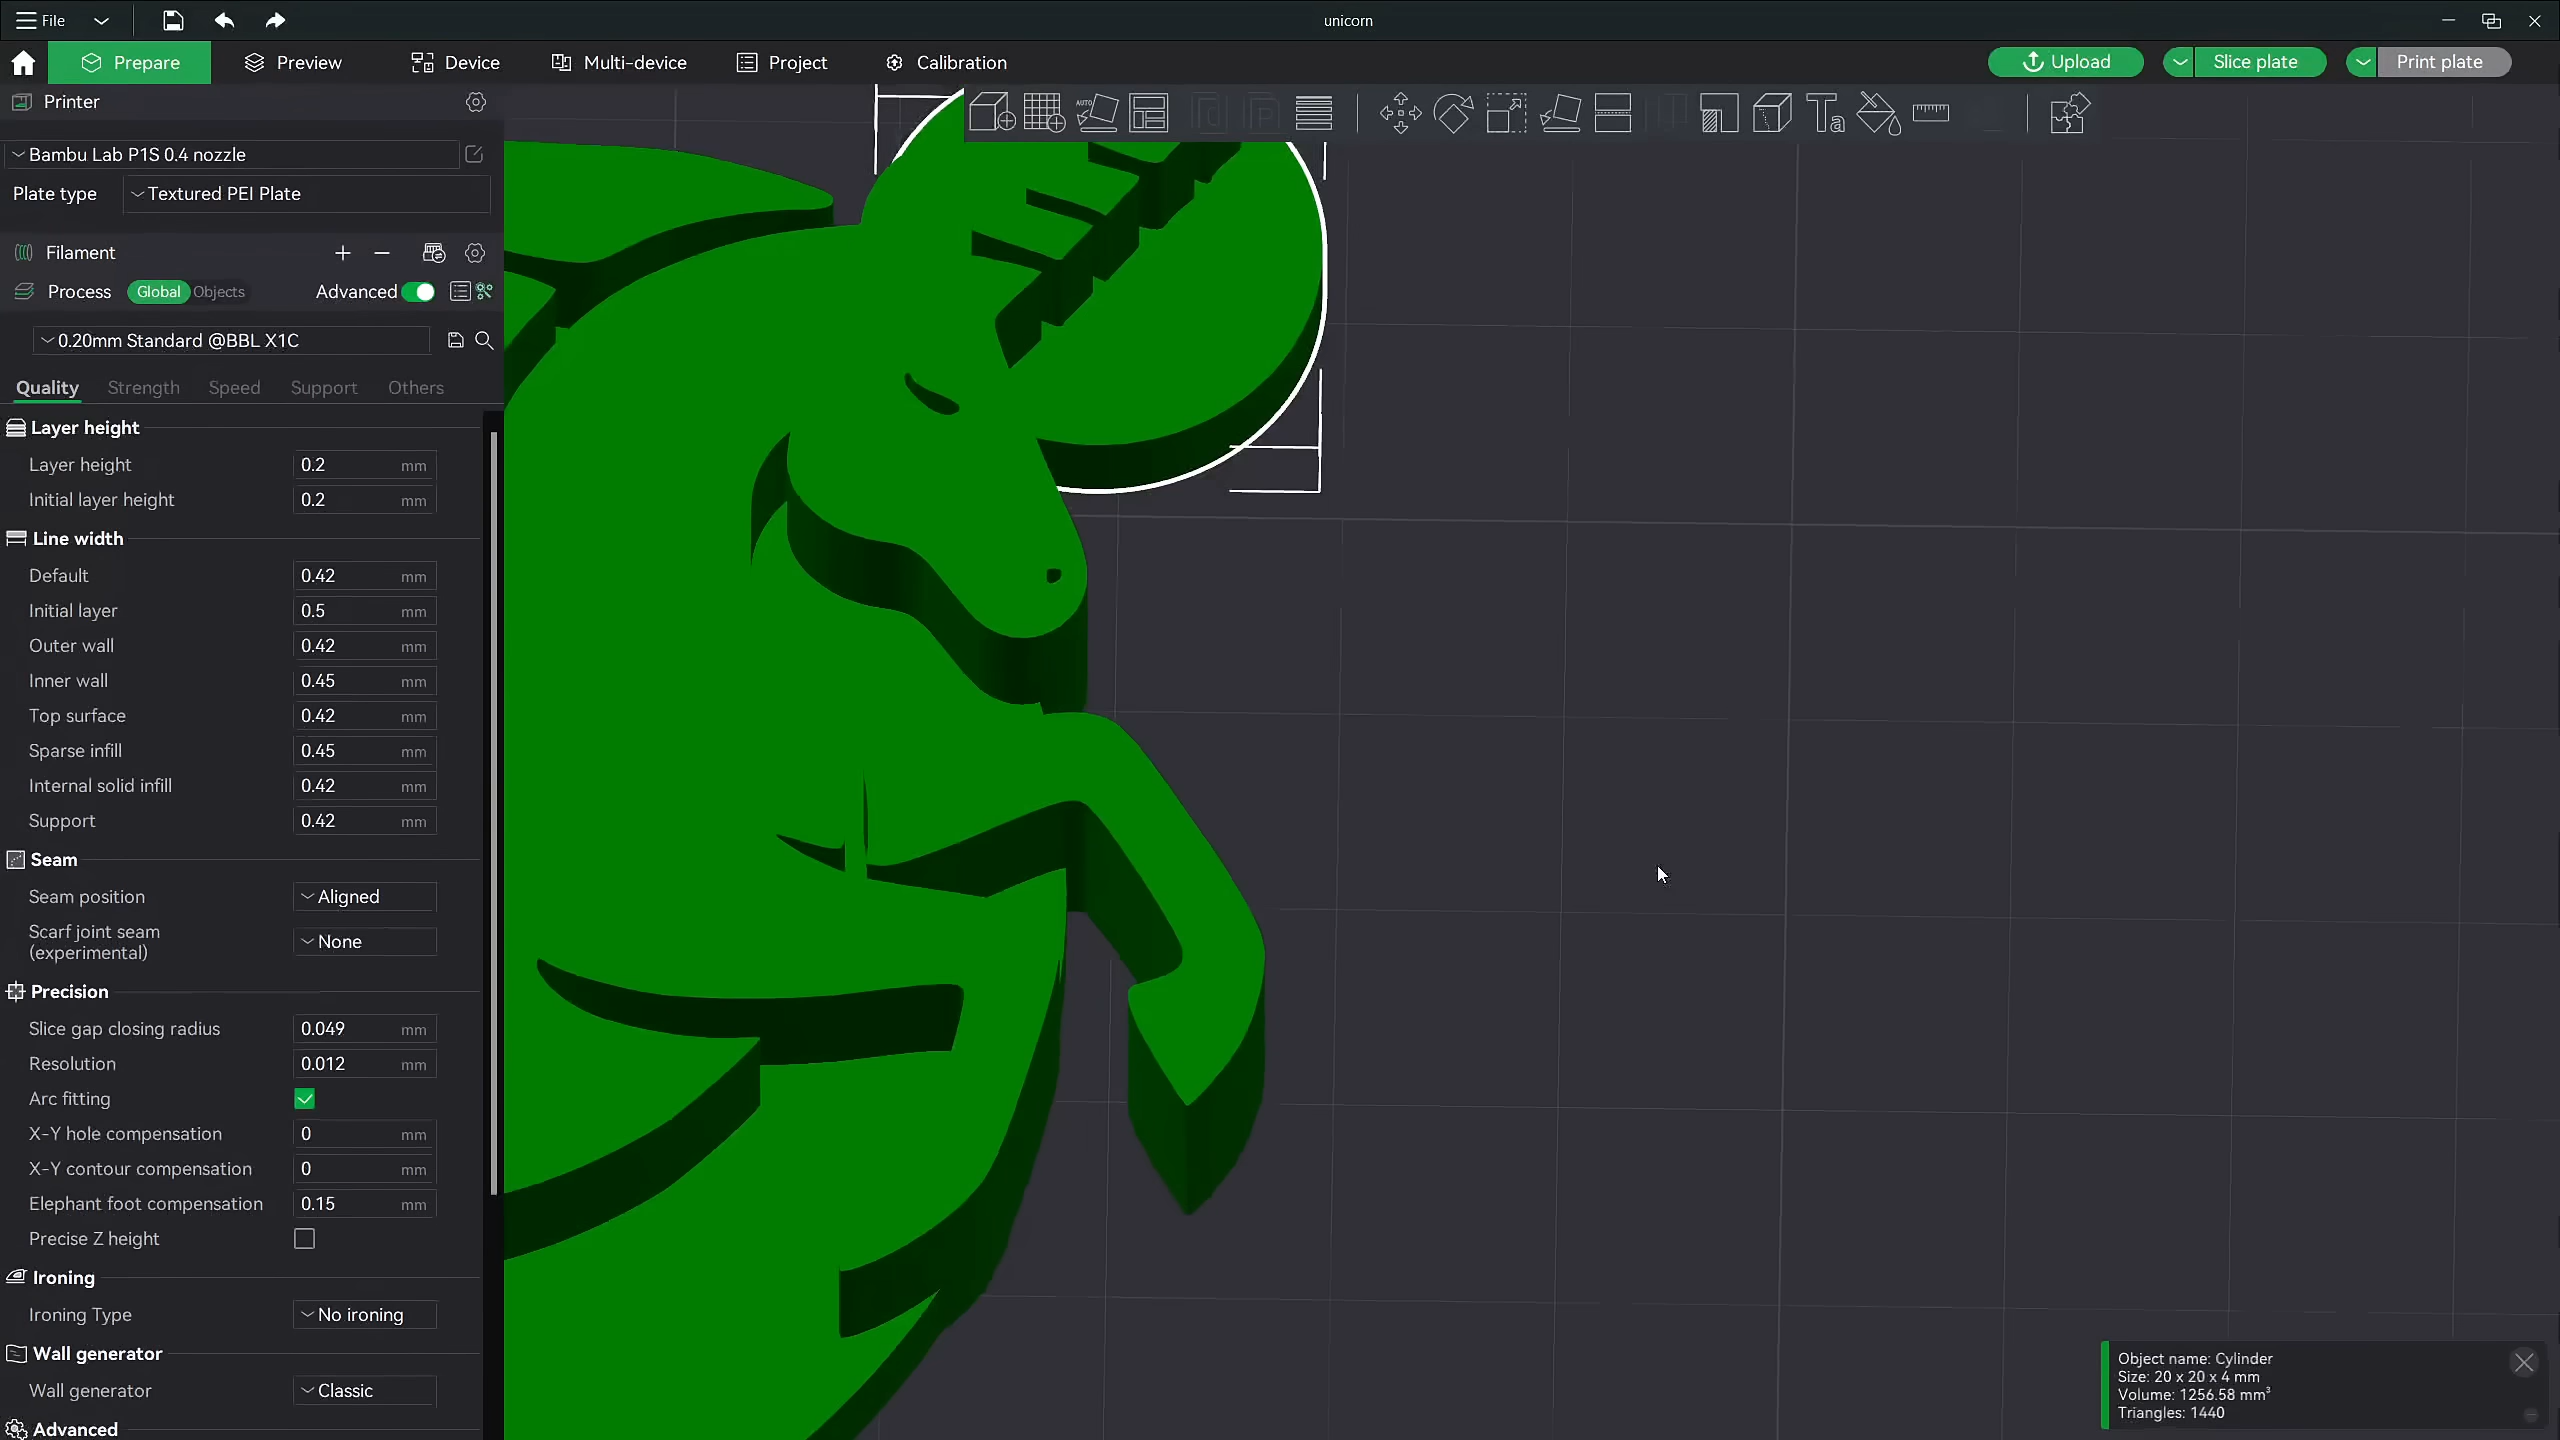 File
unicorn
Prepare
Preview
Device
Multi-device
Project
Calibration
Upload
Slice plate
Print plate
Printer
Bambu Lab P1S 0.4 nozzle
Plate type
Textured PEI Plate
Filament
Process
Global
Objects
Advanced
0.20mm Standard @BBL X1C
Quality
Strength
Speed
Support
Others
Layer height
Layer height 0.2 mm
Initial layer height 0.2 mm
Line width
Default 0.42 mm
Initial layer 0.5 mm
Outer wall 0.42 mm
Inner wall 0.45 mm
Top surface 0.42 mm
Sparse infill 0.45 mm
Internal solid infill 0.42 mm
Support 0.42 mm
Seam
Seam position Aligned
Scarf joint seam
(experimental)
None
Precision
Slice gap closing radius 0.049 mm
Resolution 0.012 mm
Arc fitting
X-Y hole compensation 0 mm
X-Y contour compensation 0 mm
Elephant foot compensation 0.15 mm
Precise Z height
Ironing
Ironing Type No ironing
Wall generator
Wall generator Classic
Advanced
AUTO
Ta
Object name: Cylinder
Size: 20 x 20 x 4 mm
Volume: 1256.58 mm³
Triangles: 1440